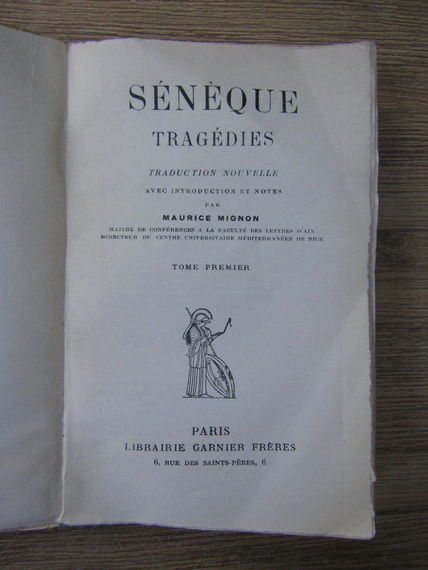 SÉNÈQUE
TRAGÉDIES
TRADUCTION NOUVELLE
AVEC INTRODUCTION ET NOTES
PAR
MAURICE MIGNON
MAITRE DE CONFÉRENCES A LA FACULTÉ DES LETTRES D'AIX
DIRECTEUR DU CENTRE UNIVERSITAIRE MÉDITERRANÉEN DE NICE
TOME PREMIER
PARIS
LIBRAIRIE GARNIER FRÈRES
6, RUE DES SAINTS-PÈRES, 6